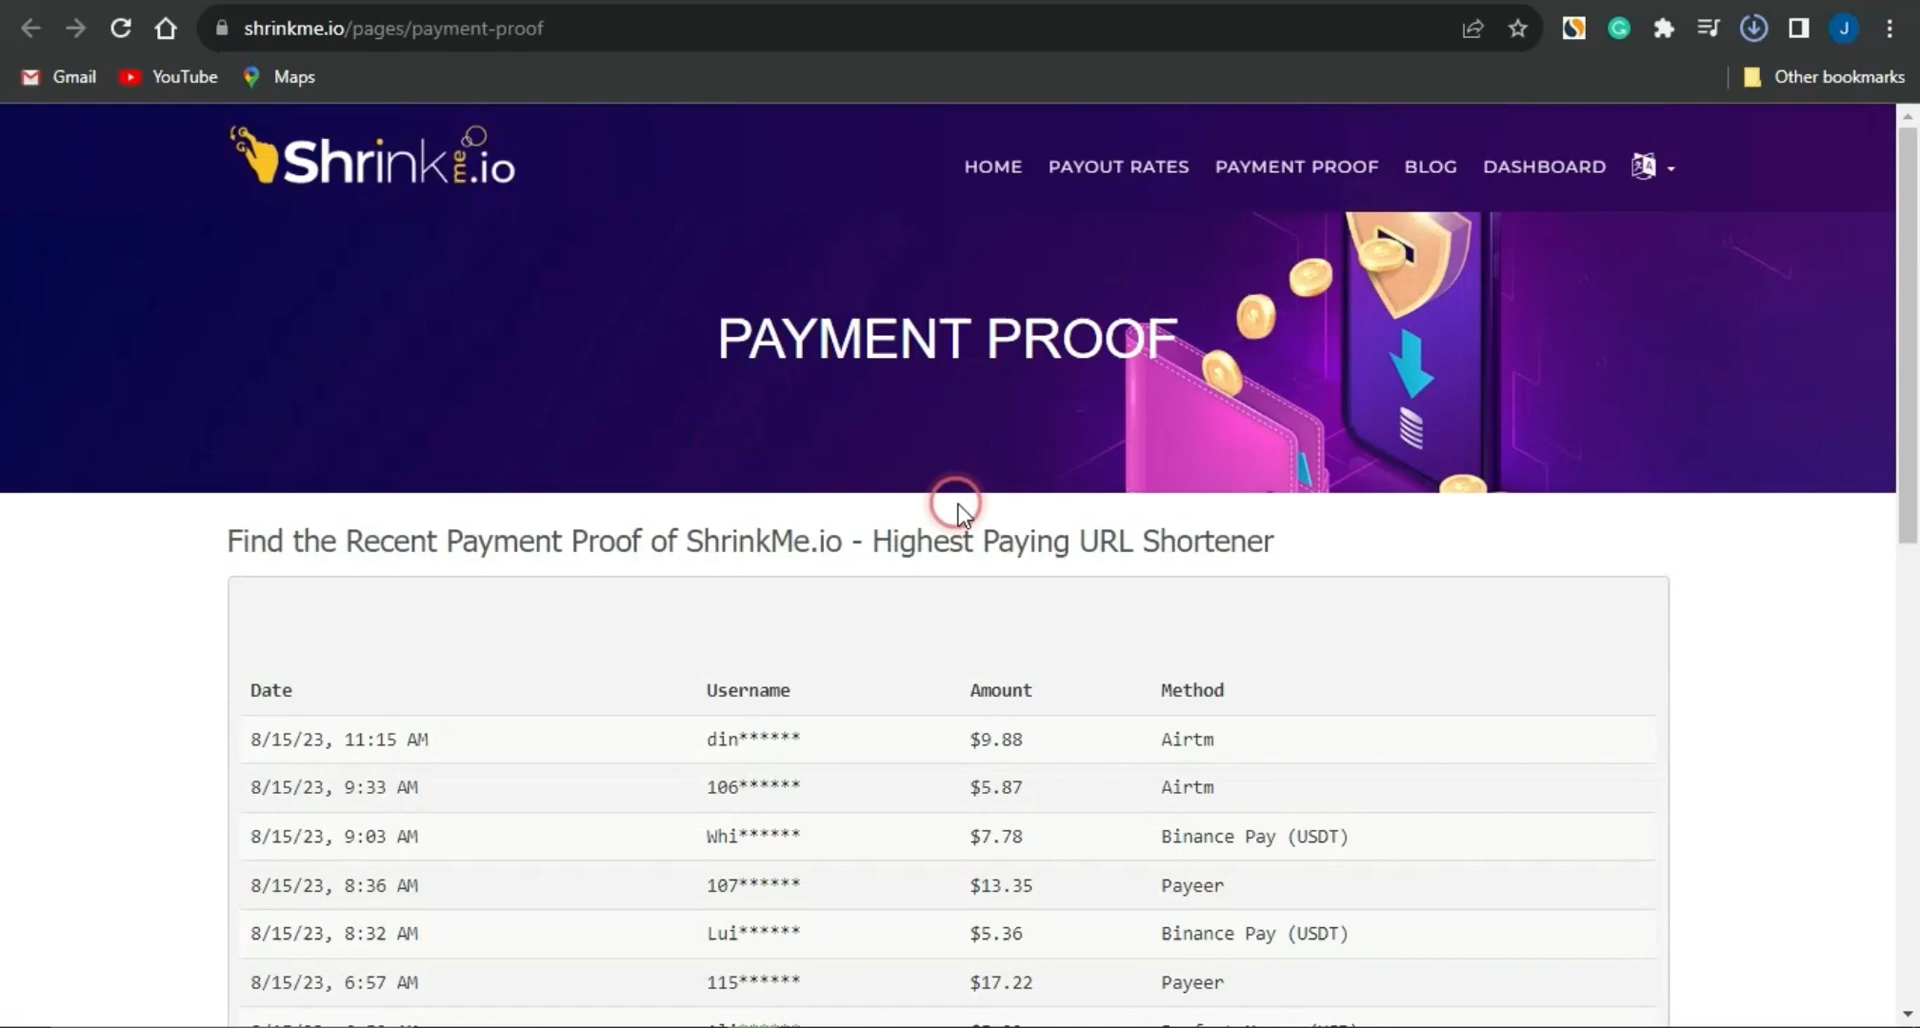 shrinkme.io/pages/payment-proof
J
Gmail YouTube Maps Other bookmarks
Shrinkme.io HOME PAYOUT RATES PAYMENT PROOF BLOG DASHBOARD
PAYMENT PROOF
Find the Recent Payment Proof of ShrinkMe.io - Highest Paying URL Shortener
Date Username Amount Method
8/15/23, 11:15 AM din****** $9.88 Airtm
8/15/23, 9:33 AM 106****** $5.87 Airtm
8/15/23, 9:03 AM Whi****** $7.78 Binance Pay (USDT)
8/15/23, 8:36 AM 107****** $13.35 Payeer
8/15/23, 8:32 AM Lui****** $5.36 Binance Pay (USDT)
8/15/23, 6:57 AM 115****** $17.22 Payeer